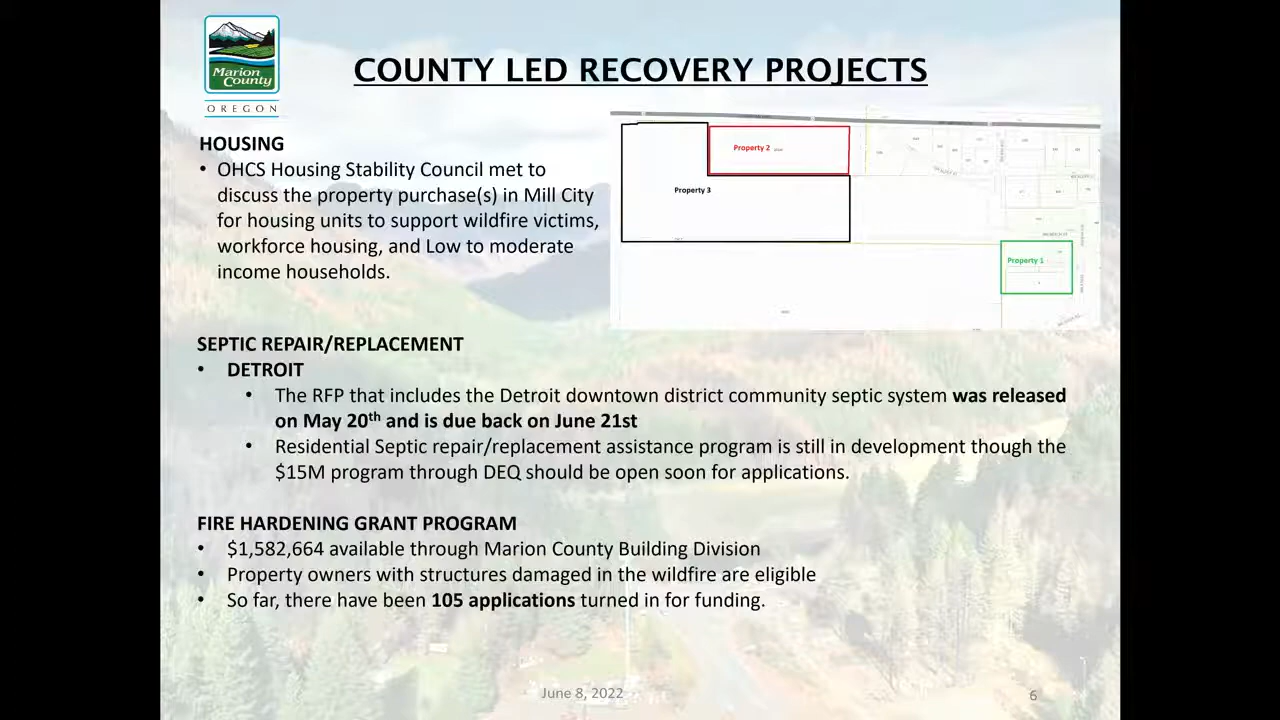 Marion
County
OREGON
COUNTY LED RECOVERY PROJECTS
HOUSING
• OHCS Housing Stability Council met to
discuss the property purchase(s) in Mill City
for housing units to support wildfire victims,
workforce housing, and Low to moderate
income households.
Property 2
Property 3
Property 1
SEPTIC REPAIR/REPLACEMENT
• DETROIT
• The RFP that includes the Detroit downtown district community septic system was released
on May 20th and is due back on June 21st
• Residential Septic repair/replacement assistance program is still in development though the
$15M program through DEQ should be open soon for applications.
FIRE HARDENING GRANT PROGRAM
• $1,582,664 available through Marion County Building Division
• Property owners with structures damaged in the wildfire are eligible
• So far, there have been 105 applications turned in for funding.
June 8, 2022
6